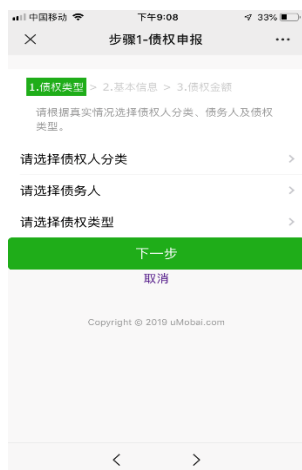 中国移动 下午9:08 33%
步骤1-债权申报
1.债权类型 > 2.基本信息 > 3.债权金额
请根据真实情况选择债权人分类、债务人及债权
类型。
请选择债权人分类
请选择债务人
请选择债权类型
下一步
取消
Copyright © 2019 uMobai.com